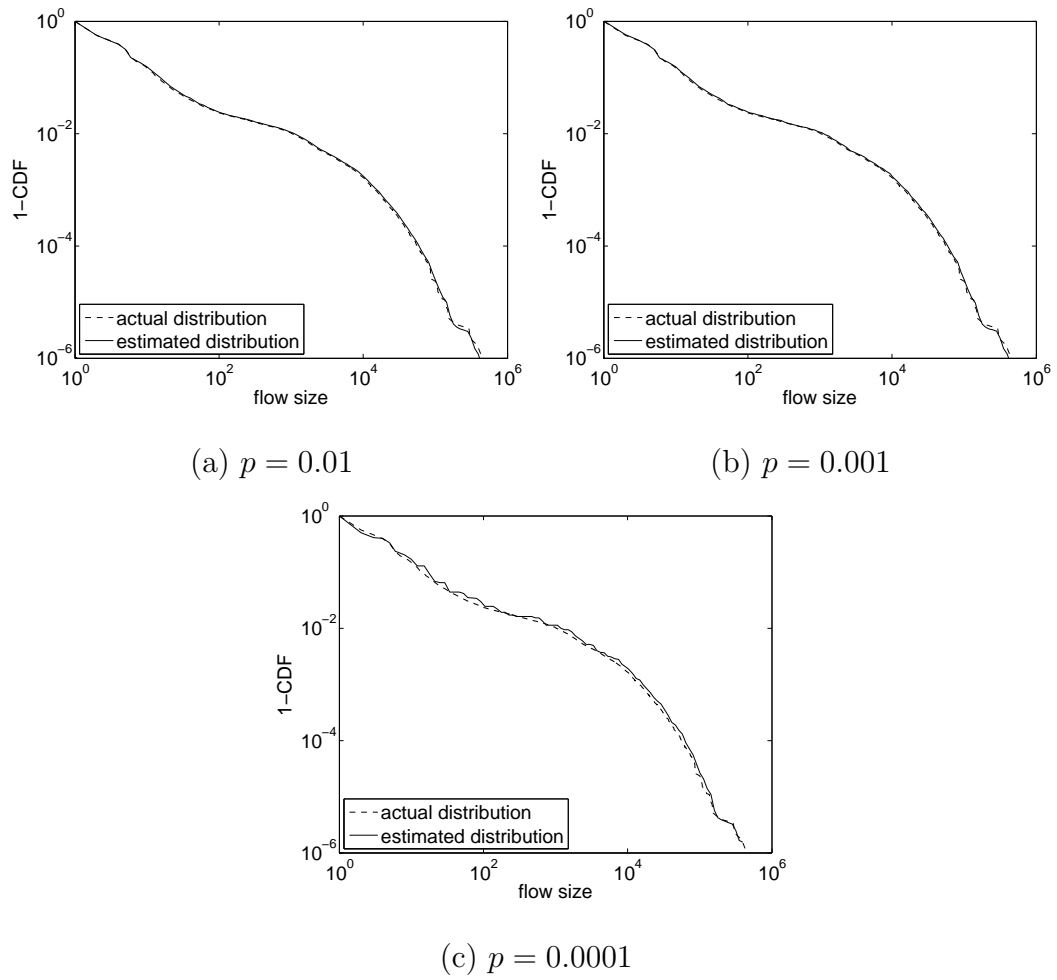 10^0
10^-2
10^-4
10^-6
1−CDF
actual distribution
estimated distribution
10^0 10^2 10^4 10^6
flow size
(a) p = 0.01
10^0
10^-2
10^-4
10^-6
1−CDF
actual distribution
estimated distribution
10^0 10^2 10^4 10^6
flow size
(b) p = 0.001
10^0
10^-2
10^-4
10^-6
1−CDF
actual distribution
estimated distribution
10^0 10^2 10^4 10^6
flow size
(c) p = 0.0001